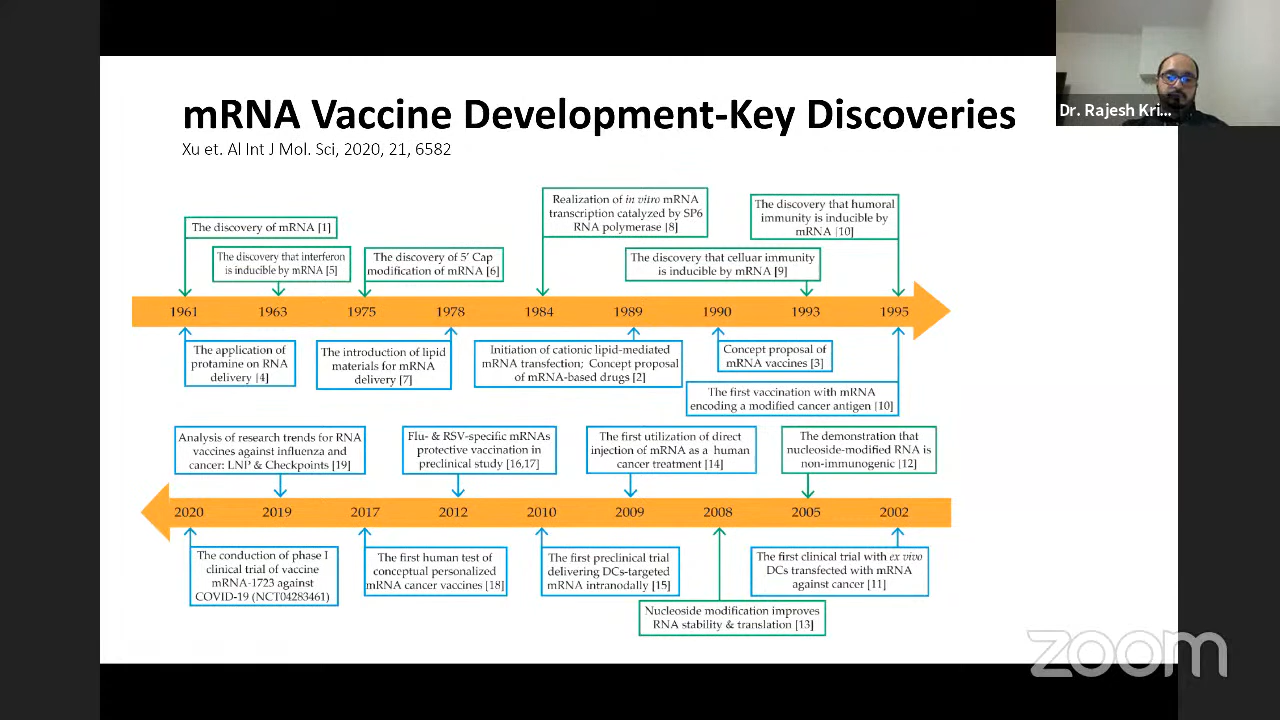 mRNA Vaccine Development-Key Discoveries
Xu et. Al Int J Mol. Sci, 2020, 21, 6582
Dr. Rajesh Kri...
The discovery of mRNA [1]
The discovery that interferon
is inducible by mRNA [5]
The discovery of 5' Cap
modification of mRNA [6]
Realization of in vitro mRNA
transcription catalyzed by SP6
RNA polymerase [8]
The discovery that celluar immunity
is inducible by mRNA [9]
The discovery that humoral
immunity is inducible by
mRNA [10]
1961 1963 1975 1978 1984 1989 1990 1993 1995
The application of
protamine on RNA
delivery [4]
The introduction of lipid
materials for mRNA
delivery [7]
Initiation of cationic lipid-mediated
mRNA transfection; Concept proposal
of mRNA-based drugs [2]
Concept proposal of
mRNA vaccines [3]
The first vaccination with mRNA
encoding a modified cancer antigen [10]
Analysis of research trends for RNA
vaccines against influenza and
cancer: LNP & Checkpoints [19]
Flu- & RSV-specific mRNAs
protective vaccination in
preclinical study [16,17]
The first utilization of direct
injection of mRNA as a human
cancer treatment [14]
The demonstration that
nucleoside-modified RNA is
non-immunogenic [12]
2020 2019 2017 2012 2010 2009 2008 2005 2002
The conduction of phase I
clinical trial of vaccine
mRNA-1723 against
COVID-19 (NCT04283461)
The first human test of
conceptual personalized
mRNA cancer vaccines [18]
The first preclinical trial
delivering DCs-targeted
mRNA intranodally [15]
Nucleoside modification improves
RNA stability & translation [13]
The first clinical trial with ex vivo
DCs transfected with mRNA
against cancer [11]
zoom